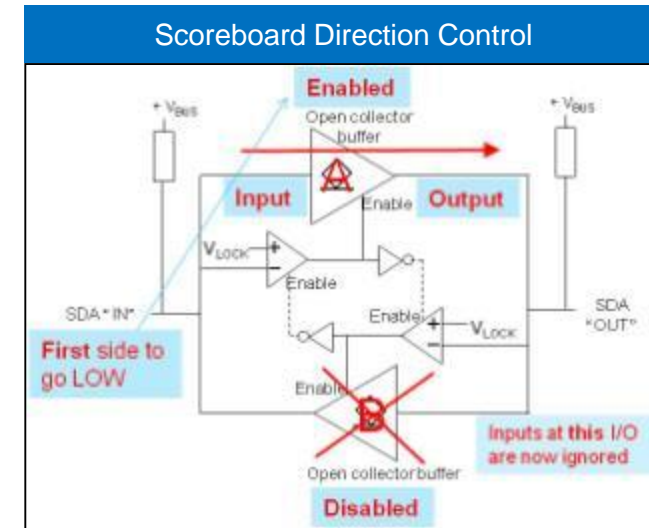 Scoreboard Direction Control
Enabled
+ VBUS
+ VBUS
Open collector
buffer
A
Input
Enable
Output
VLOCK
+
−
Enable
SDA "IN"
Enable
+
−
VLOCK
SDA
"OUT"
First side to
go LOW
Enable
B
Inputs at this I/O
are now ignored
Open collector buffer
Disabled